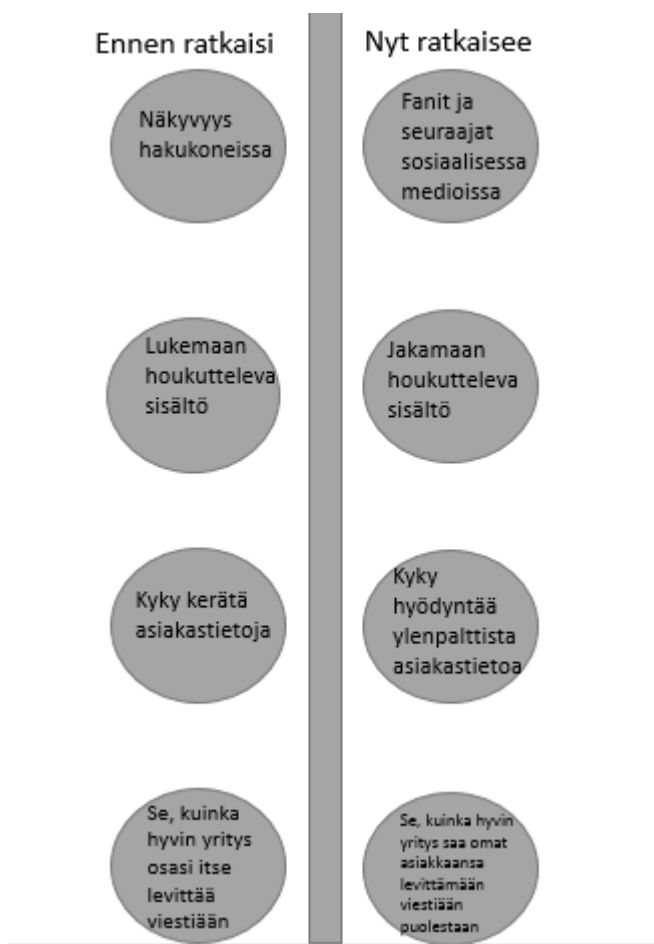 Ennen ratkaisi
Nyt ratkaisee
Näkyvyys
hakukoneissa
Fanit ja
seuraajat
sosiaalisessa
medioissa
Lukemaan
houkutteleva
sisältö
Jakamaan
houkutteleva
sisältö
Kyky kerätä
asiakastietoja
Kyky
hyödyntää
ylenpalttista
asiakastietoa
Se, kuinka
hyvin yritys
osasi itse
levittää
viestiään
Se, kuinka hyvin
yritys saa omat
asiakkaansa
levittämään
viestiään
puolestaan